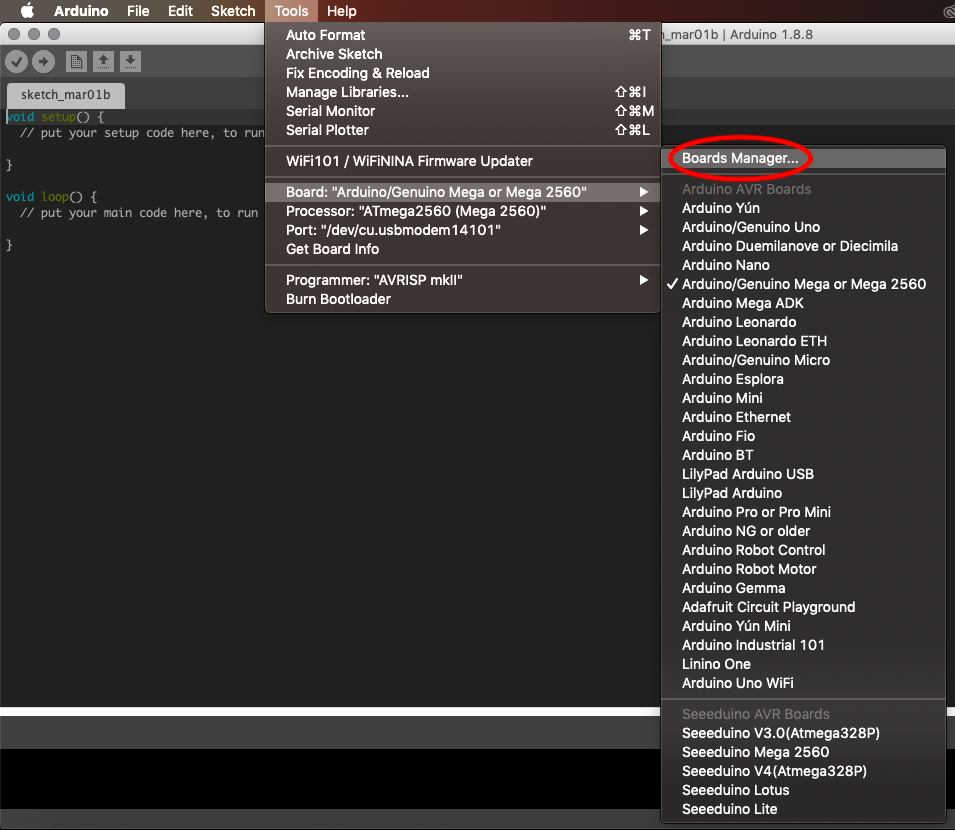 Arduino File Edit Sketch Tools Help
_mar01b | Arduino 1.8.8
sketch_mar01b
void setup() {
// put your setup code here, to run
}
void loop() {
// put your main code here, to run
}
Auto Format ⌘T
Archive Sketch
Fix Encoding & Reload
Manage Libraries... ⇧⌘I
Serial Monitor ⇧⌘M
Serial Plotter ⇧⌘L
WiFi101 / WiFiNINA Firmware Updater
Board: "Arduino/Genuino Mega or Mega 2560"
Processor: "ATmega2560 (Mega 2560)"
Port: "/dev/cu.usbmodem14101"
Get Board Info
Programmer: "AVRISP mkII"
Burn Bootloader
Boards Manager...
Arduino AVR Boards
Arduino Yún
Arduino/Genuino Uno
Arduino Duemilanove or Diecimila
Arduino Nano
✓ Arduino/Genuino Mega or Mega 2560
Arduino Mega ADK
Arduino Leonardo
Arduino Leonardo ETH
Arduino/Genuino Micro
Arduino Esplora
Arduino Mini
Arduino Ethernet
Arduino Fio
Arduino BT
LilyPad Arduino USB
LilyPad Arduino
Arduino Pro or Pro Mini
Arduino NG or older
Arduino Robot Control
Arduino Robot Motor
Arduino Gemma
Adafruit Circuit Playground
Arduino Yún Mini
Arduino Industrial 101
Linino One
Arduino Uno WiFi
Seeeduino AVR Boards
Seeeduino V3.0(Atmega328P)
Seeeduino Mega 2560
Seeeduino V4(Atmega328P)
Seeeduino Lotus
Seeeduino Lite